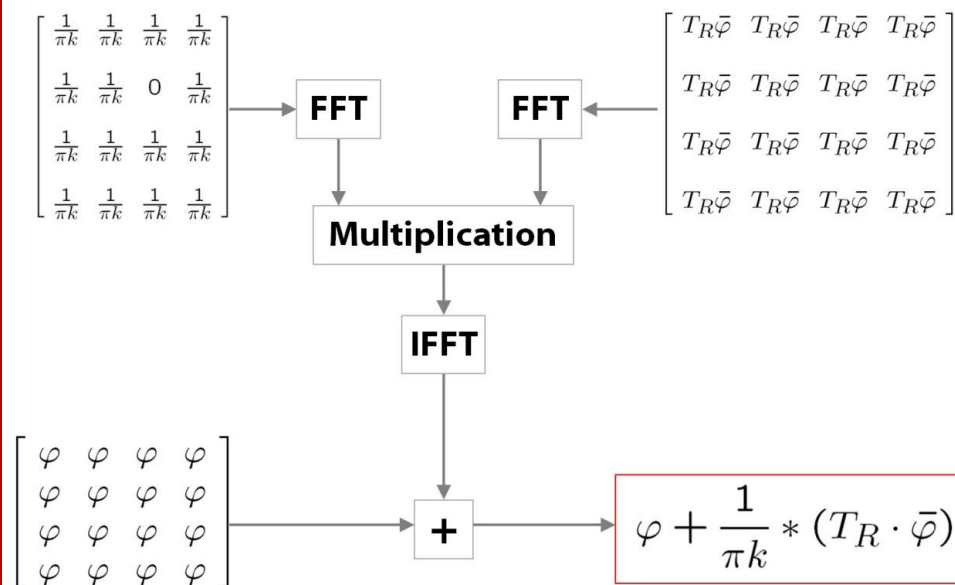 1/πk 1/πk 1/πk 1/πk
1/πk 1/πk 0 1/πk
1/πk 1/πk 1/πk 1/πk
1/πk 1/πk 1/πk 1/πk
T_Rφ̄ T_Rφ̄ T_Rφ̄ T_Rφ̄
T_Rφ̄ T_Rφ̄ T_Rφ̄ T_Rφ̄
T_Rφ̄ T_Rφ̄ T_Rφ̄ T_Rφ̄
T_Rφ̄ T_Rφ̄ T_Rφ̄ T_Rφ̄
FFT
FFT
Multiplication
IFFT
φ φ φ φ
φ φ φ φ
φ φ φ φ
φ φ φ φ
+
φ + 1/πk * (T_R · φ̄)